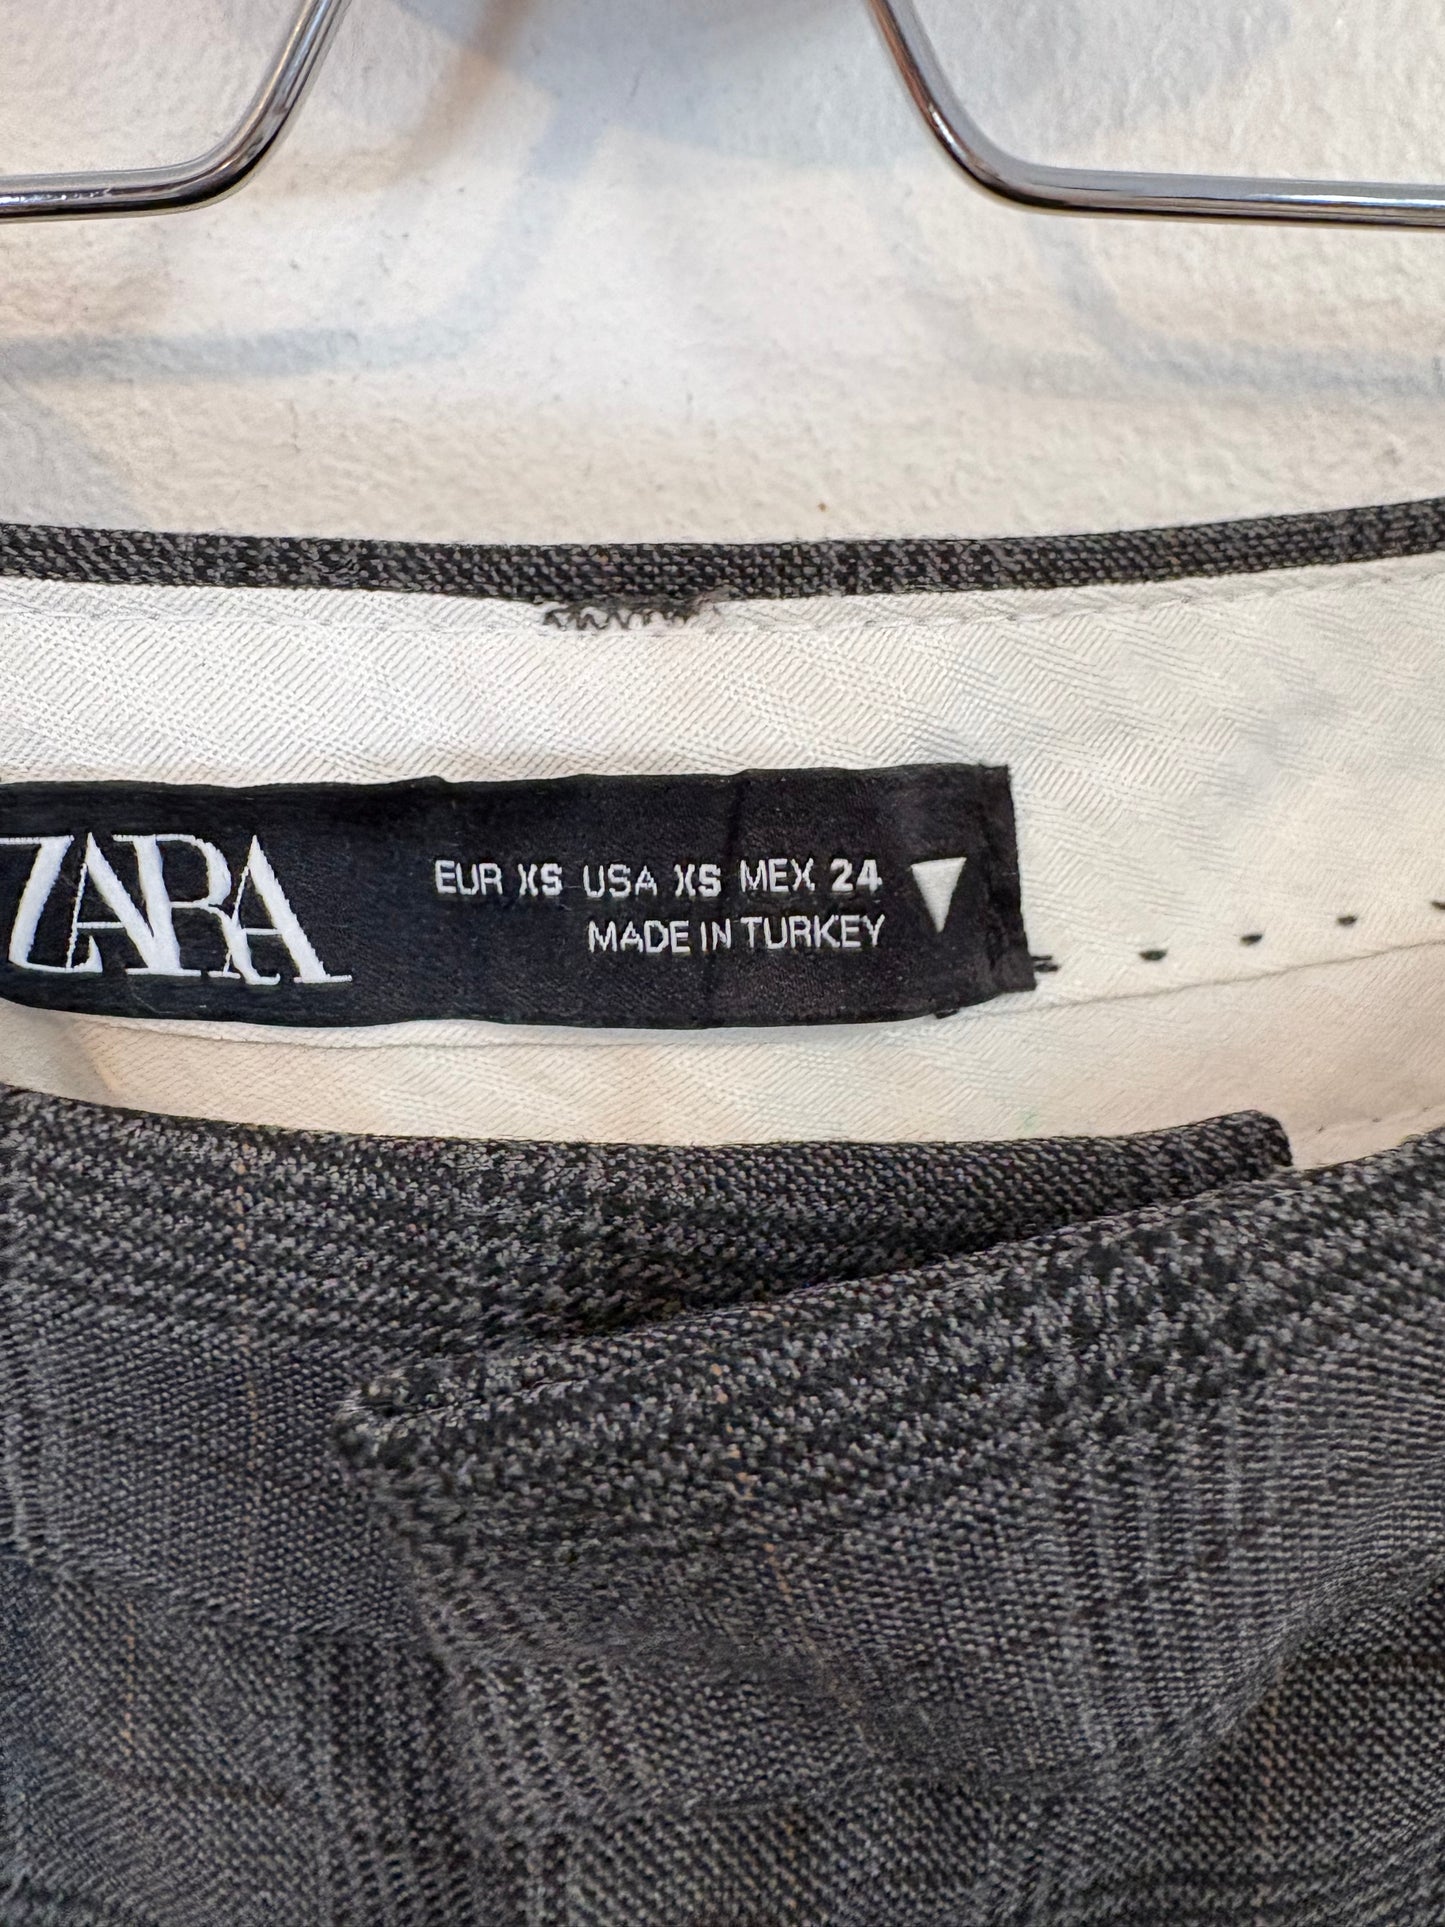 ZARA
EUR XS USA XS MEX 24
MADE IN TURKEY